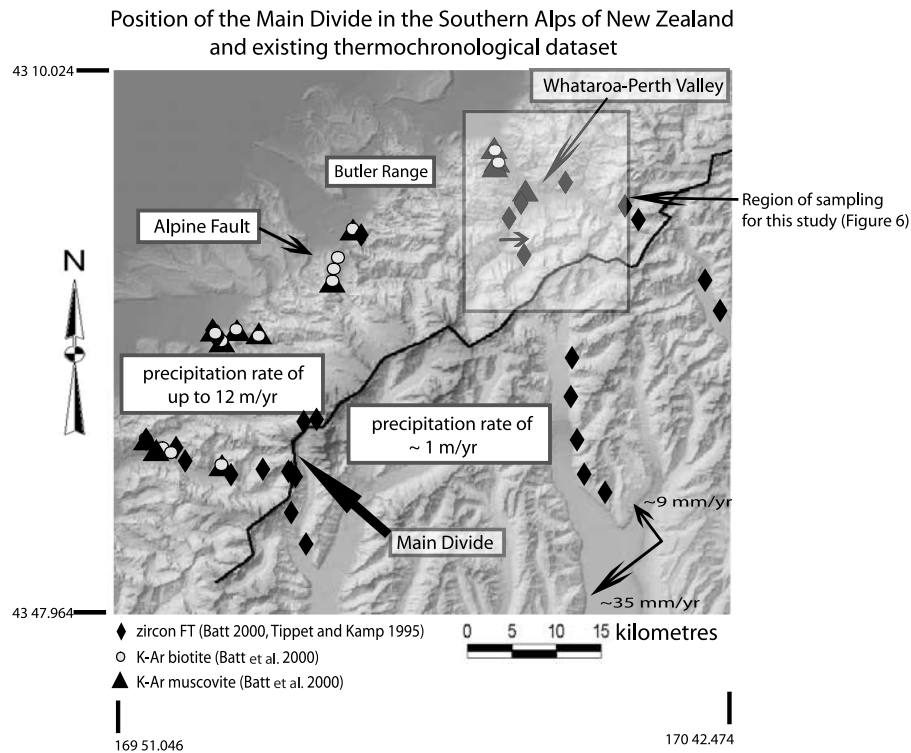 Position of the Main Divide in the Southern Alps of New Zealand
and existing thermochronological dataset
43 10.024
Whataroa-Perth Valley
Butler Range
Region of sampling
for this study (Figure 6)
Alpine Fault
N
precipitation rate of
up to 12 m/yr
precipitation rate of
~ 1 m/yr
~9 mm/yr
Main Divide
~35 mm/yr
43 47.964
zircon FT (Batt 2000, Tippet and Kamp 1995)
K-Ar biotite (Batt et al. 2000)
K-Ar muscovite (Batt et al. 2000)
0 5 10 15 kilometres
169 51.046
170 42.474